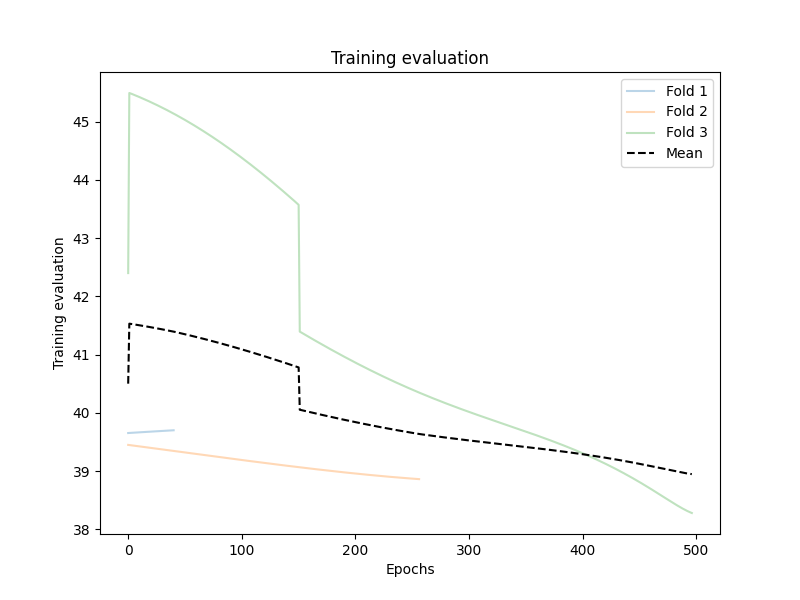 Training evaluation
Fold 1
Fold 2
Fold 3
Mean
Training evaluation
45
44
43
42
41
40
39
38
0 100 200 300 400 500
Epochs